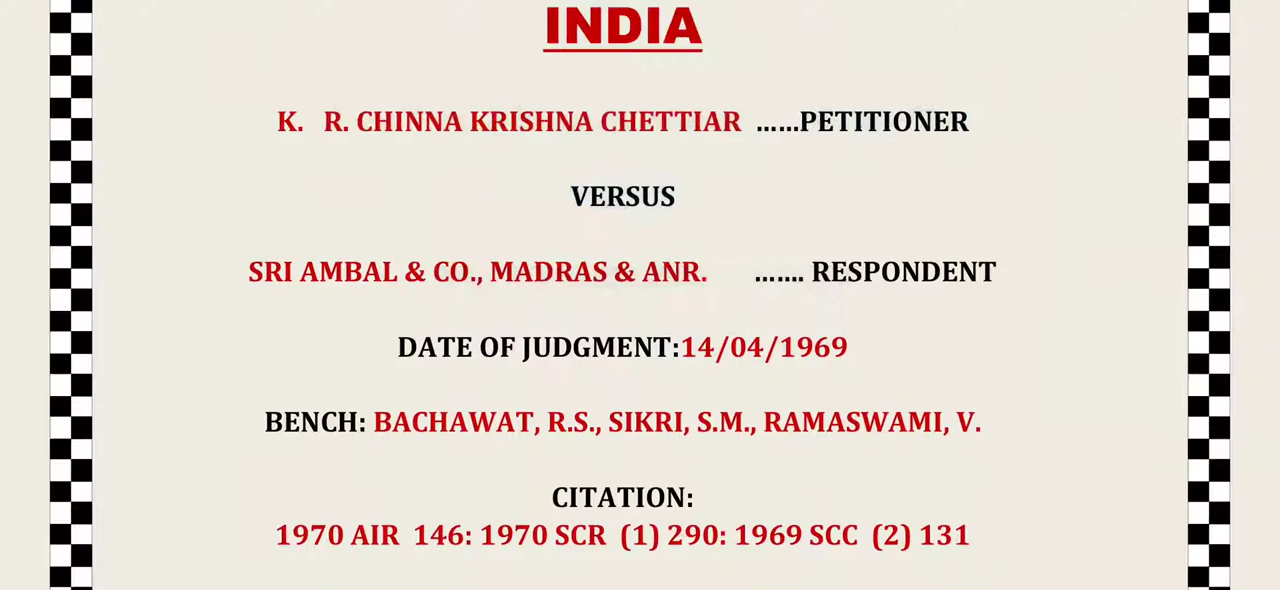 INDIA
K. R. CHINNA KRISHNA CHETTIAR ......PETITIONER
VERSUS
SRI AMBAL & CO., MADRAS & ANR. ....... RESPONDENT
DATE OF JUDGMENT:14/04/1969
BENCH: BACHAWAT, R.S., SIKRI, S.M., RAMASWAMI, V.
CITATION:
1970 AIR 146: 1970 SCR (1) 290: 1969 SCC (2) 131